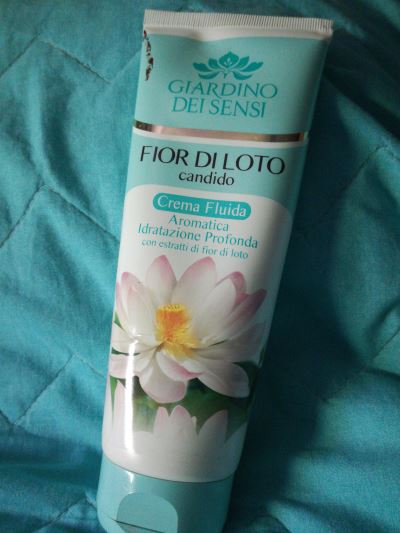 GIARDINO
DEI SENSI
FIOR DI LOTO
candido
Crema Fluida
Aromatica
Idratazione Profonda
con estratti di fior di loto